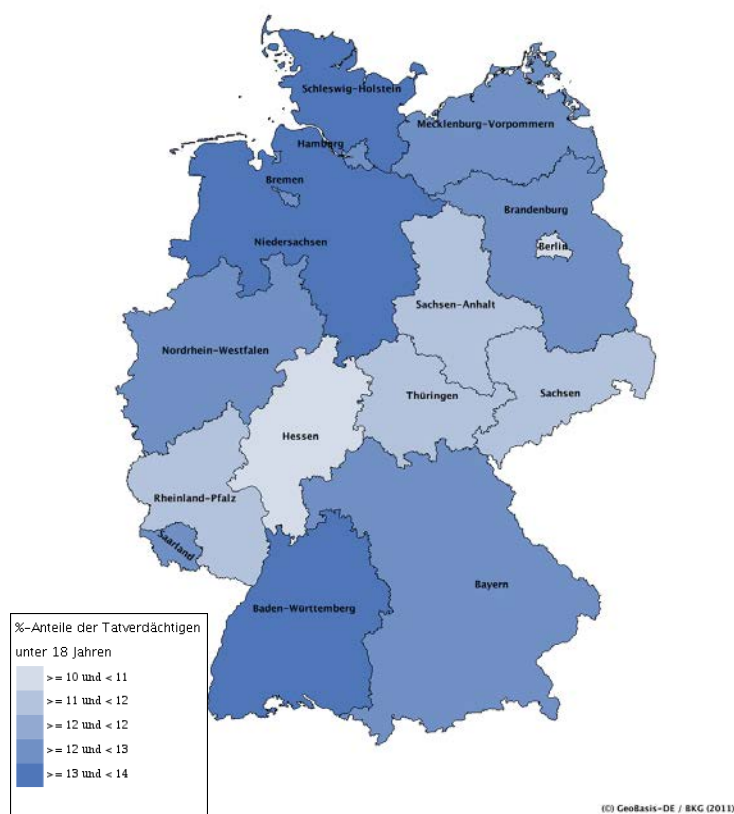 Schleswig-Holstein
Mecklenburg-Vorpommern
Hamburg
Bremen
Brandenburg
Niedersachsen
Berlin
Sachsen-Anhalt
Nordrhein-Westfalen
Thüringen
Sachsen
Hessen
Rheinland-Pfalz
Saarland
Bayern
Baden-Württemberg
%-Anteile der Tatverdächtigen
unter 18 Jahren
>= 10 und < 11
>= 11 und < 12
>= 12 und < 12
>= 12 und < 13
>= 13 und < 14
(C) GeoBasis-DE / BKG (2011)